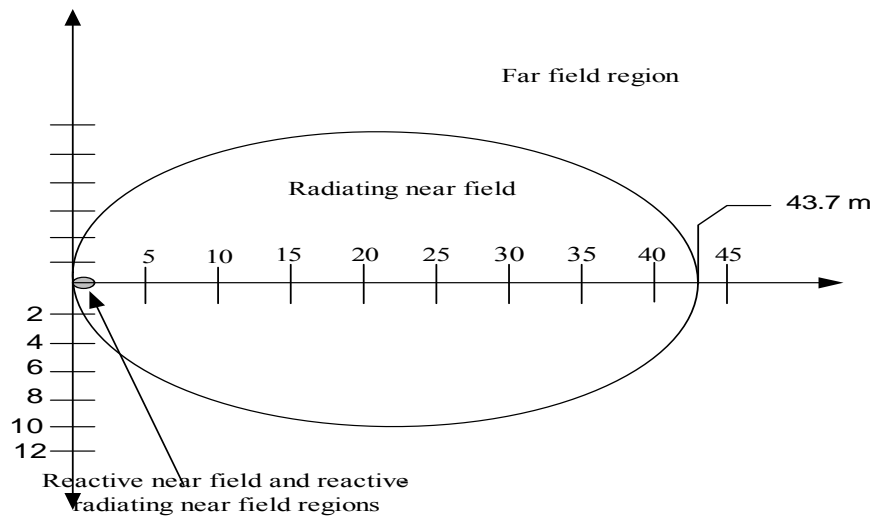 Far field region
Radiating near field
43.7 m
5 10 15 20 25 30 35 40 45
2
4
6
8
10
12
Reactive near field and reactive-
radiating near field regions